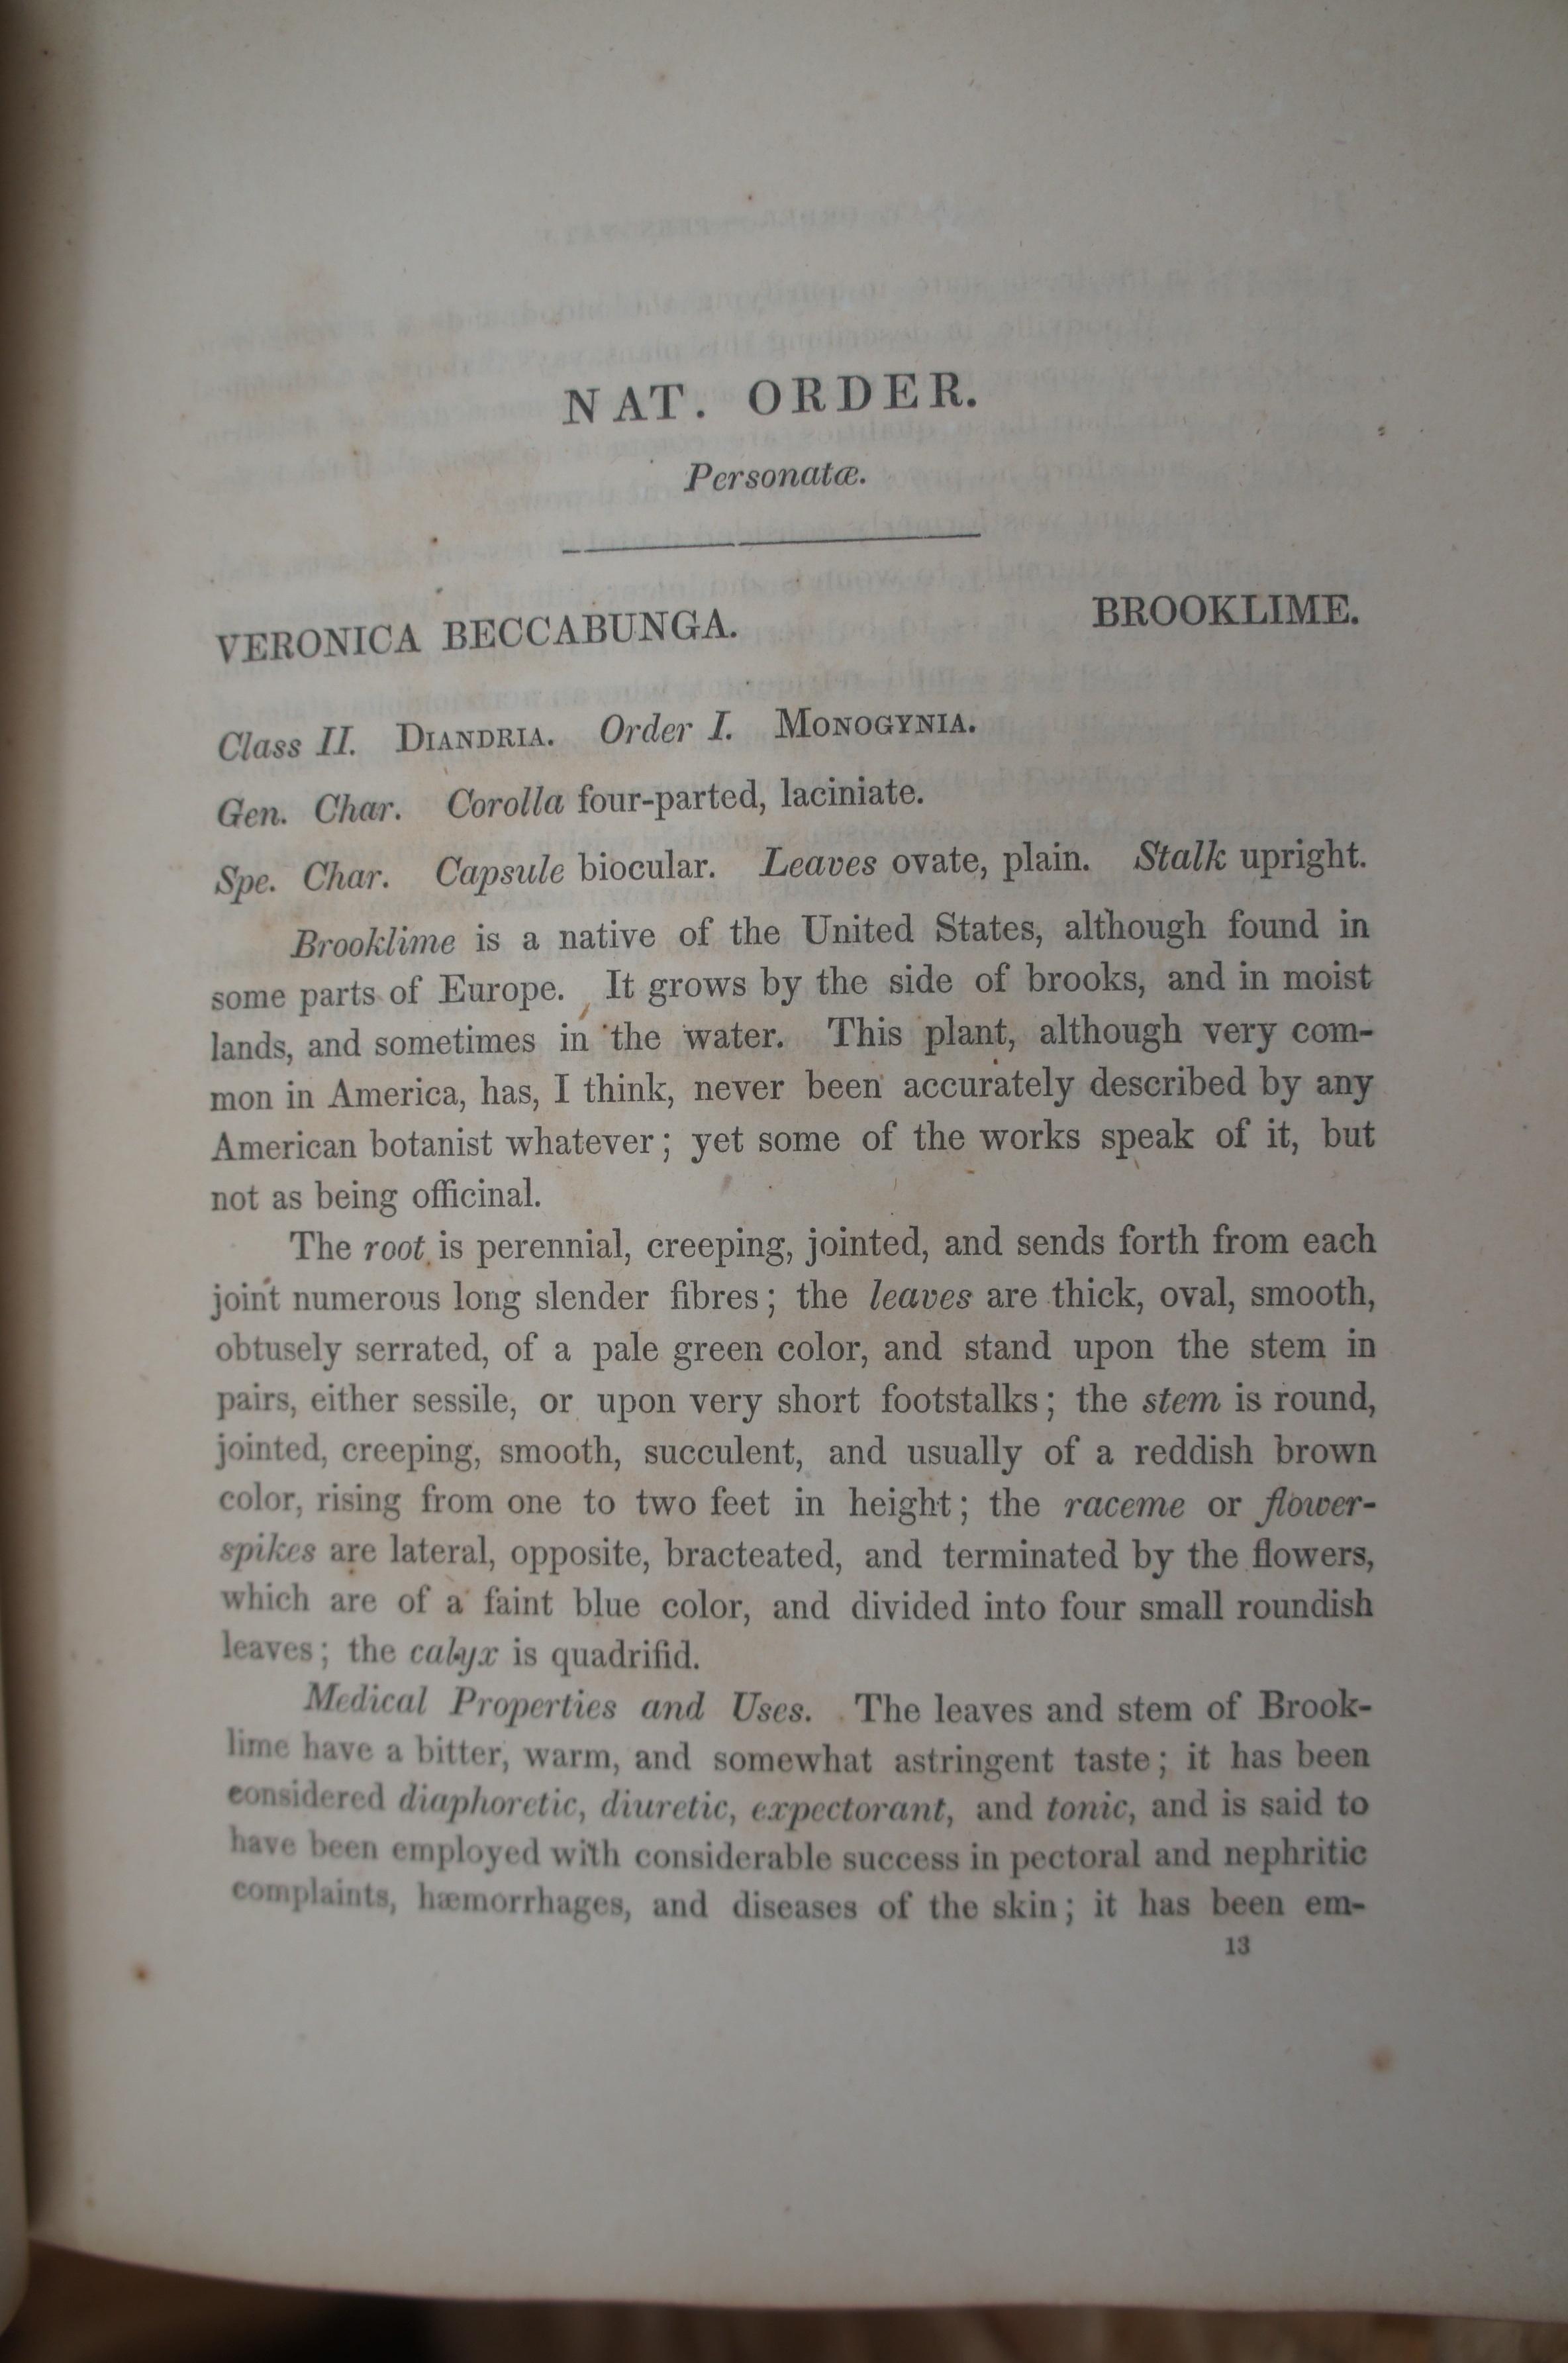 NAT. ORDER.
Personatæ.
VERONICA BECCABUNGA. BROOKLIME.
Class II. DIANDRIA. Order I. MONOGYNIA.
Gen. Char. Corolla four-parted, laciniate.
Spe. Char. Capsule biocular. Leaves ovate, plain. Stalk upright.
Brooklime is a native of the United States, although found in
some parts of Europe. It grows by the side of brooks, and in moist
lands, and sometimes in the water. This plant, although very com-
mon in America, has, I think, never been accurately described by any
American botanist whatever; yet some of the works speak of it, but
not as being officinal.
The root is perennial, creeping, jointed, and sends forth from each
joint numerous long slender fibres; the leaves are thick, oval, smooth,
obtusely serrated, of a pale green color, and stand upon the stem in
pairs, either sessile, or upon very short footstalks; the stem is round,
jointed, creeping, smooth, succulent, and usually of a reddish brown
color, rising from one to two feet in height; the raceme or flower-
spikes are lateral, opposite, bracteated, and terminated by the flowers,
which are of a faint blue color, and divided into four small roundish
leaves; the calyx is quadrifid.
Medical Properties and Uses. The leaves and stem of Brook-
lime have a bitter, warm, and somewhat astringent taste; it has been
considered diaphoretic, diuretic, expectorant, and tonic, and is said to
have been employed with considerable success in pectoral and nephritic
complaints, hæmorrhages, and diseases of the skin; it has been em-
13